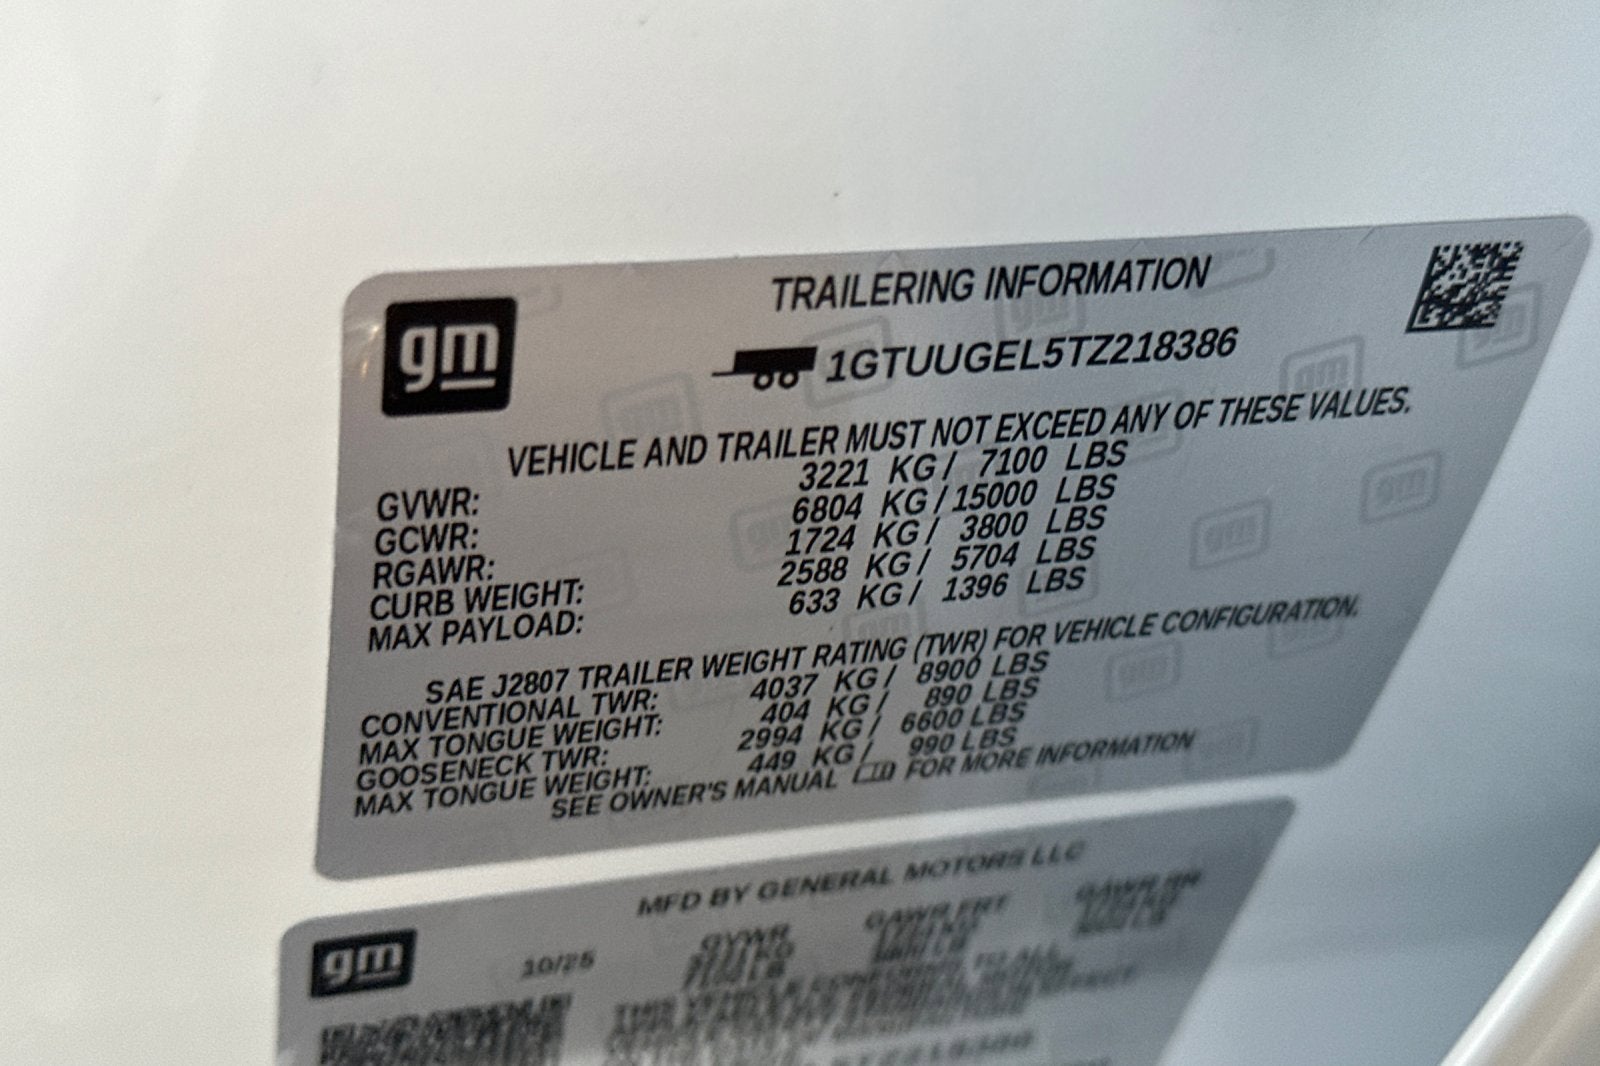 gm
TRAILERING INFORMATION
1GTUUGEL5TZ218386
VEHICLE AND TRAILER MUST NOT EXCEED ANY OF THESE VALUES.
GVWR: 3221 KG / 7100 LBS
GCWR: 6804 KG / 15000 LBS
RGAWR: 1724 KG / 3800 LBS
CURB WEIGHT: 2588 KG / 5704 LBS
MAX PAYLOAD: 633 KG / 1396 LBS
SAE J2807 TRAILER WEIGHT RATING (TWR) FOR VEHICLE CONFIGURATION.
CONVENTIONAL TWR: 4037 KG / 8900 LBS
MAX TONGUE WEIGHT: 404 KG / 890 LBS
GOOSENECK TWR: 2994 KG / 6600 LBS
MAX TONGUE WEIGHT: 449 KG / 990 LBS
SEE OWNER'S MANUAL FOR MORE INFORMATION
MFD BY GENERAL MOTORS LLC
gm
10/25 GVWR GAWR FRT GAWR RR